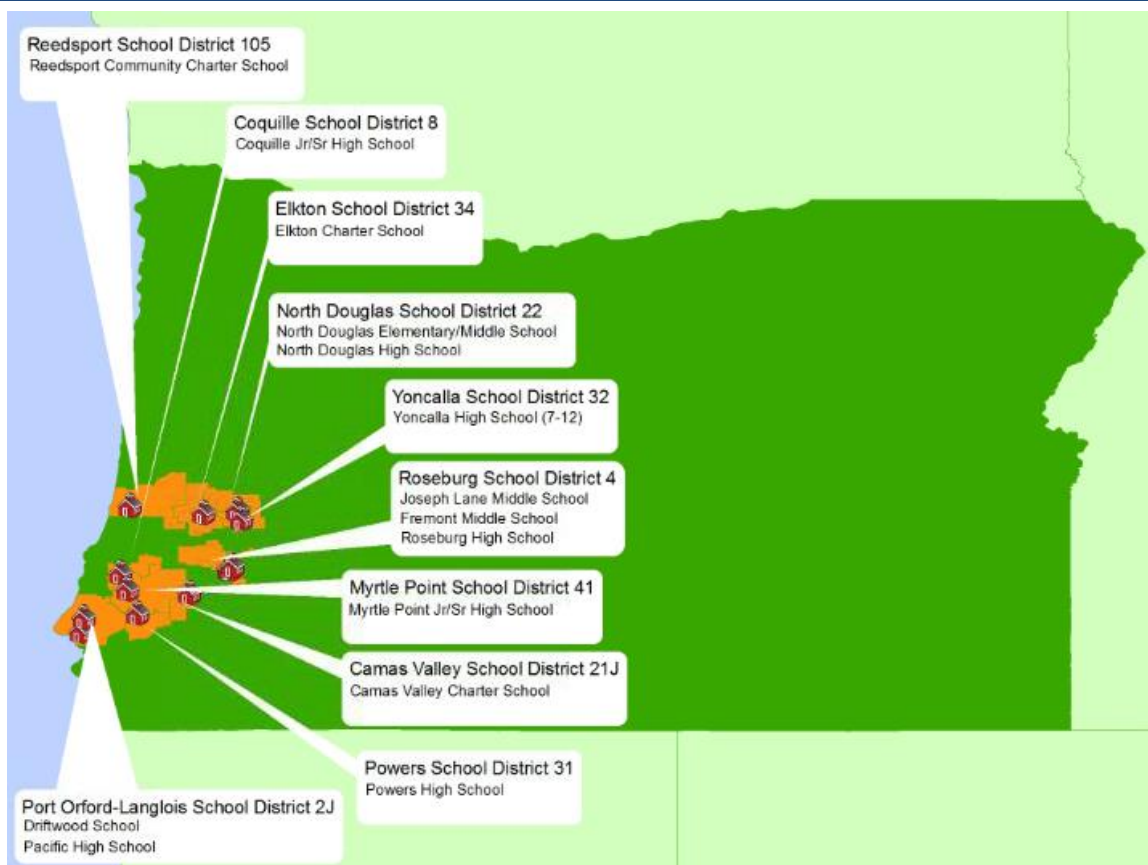 Reedsport School District 105
Reedsport Community Charter School
Coquille School District 8
Coquille Jr/Sr High School
Elkton School District 34
Elkton Charter School
North Douglas School District 22
North Douglas Elementary/Middle School
North Douglas High School
Yoncalla School District 32
Yoncalla High School (7-12)
Roseburg School District 4
Joseph Lane Middle School
Fremont Middle School
Roseburg High School
Myrtle Point School District 41
Myrtle Point Jr/Sr High School
Camas Valley School District 21J
Camas Valley Charter School
Powers School District 31
Powers High School
Port Orford-Langlois School District 2J
Driftwood School
Pacific High School